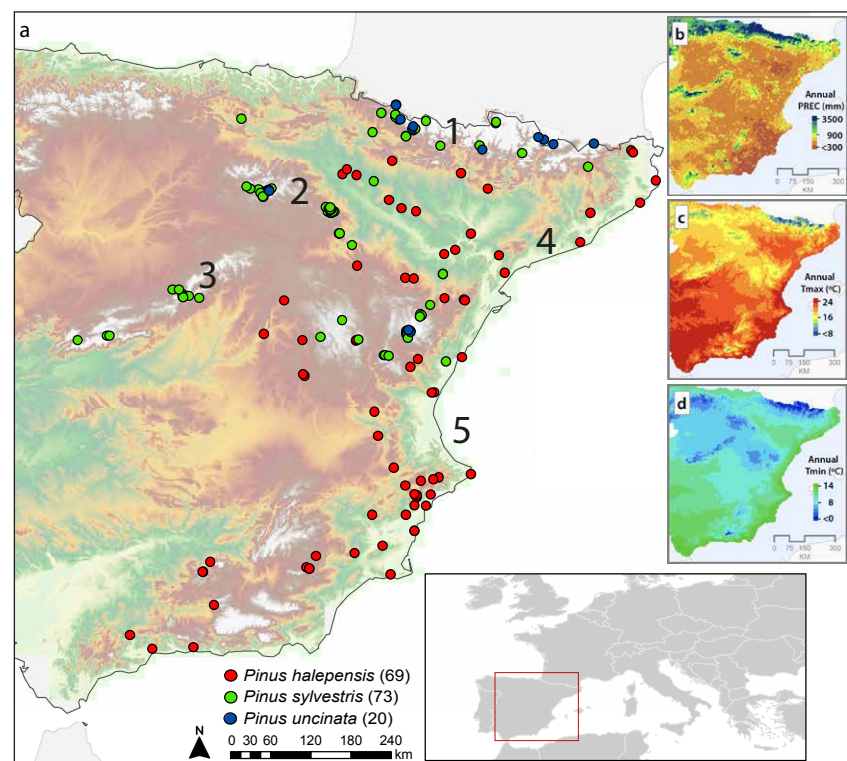 a
1
2
3
4
5
Pinus halepensis (69)
Pinus sylvestris (73)
Pinus uncinata (20)
N
0 30 60 120 180 240
km
b
Annual
PREC (mm)
3500
900
<300
0 75 150 300
KM
c
Annual
Tmax (ºC)
24
16
<8
0 75 150 300
KM
d
Annual
Tmin (ºC)
14
8
<0
0 75 150 300
KM